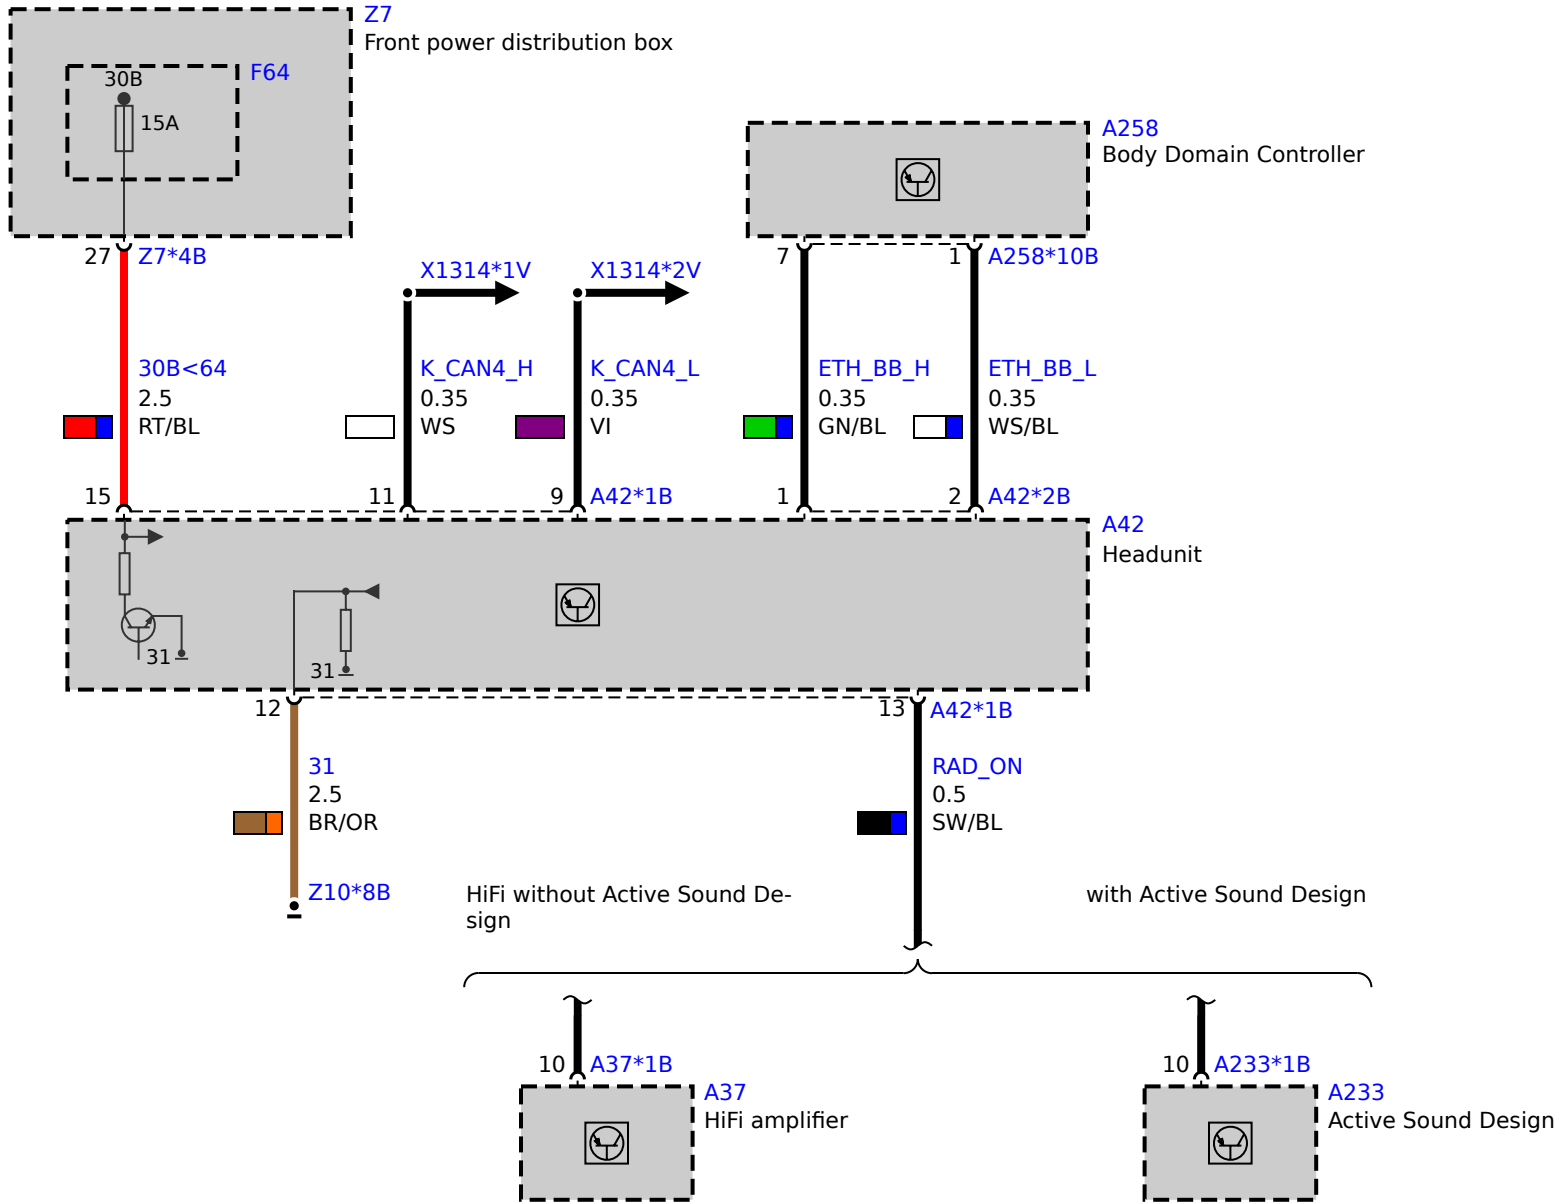 Z7
Front power distribution box
30B
F64
15A
A258
Body Domain Controller
27 Z7*4B
7
1 A258*10B
X1314*1V
X1314*2V
30B<64
2.5
RT/BL
K_CAN4_H
0.35
WS
K_CAN4_L
0.35
VI
ETH_BB_H
0.35
GN/BL
ETH_BB_L
0.35
WS/BL
15
11
9 A42*1B
1
2 A42*2B
A42
Headunit
31
31
12
13 A42*1B
31
2.5
BR/OR
RAD_ON
0.5
SW/BL
Z10*8B
HiFi without Active Sound De-
sign
with Active Sound Design
10 A37*1B
10 A233*1B
A37
HiFi amplifier
A233
Active Sound Design